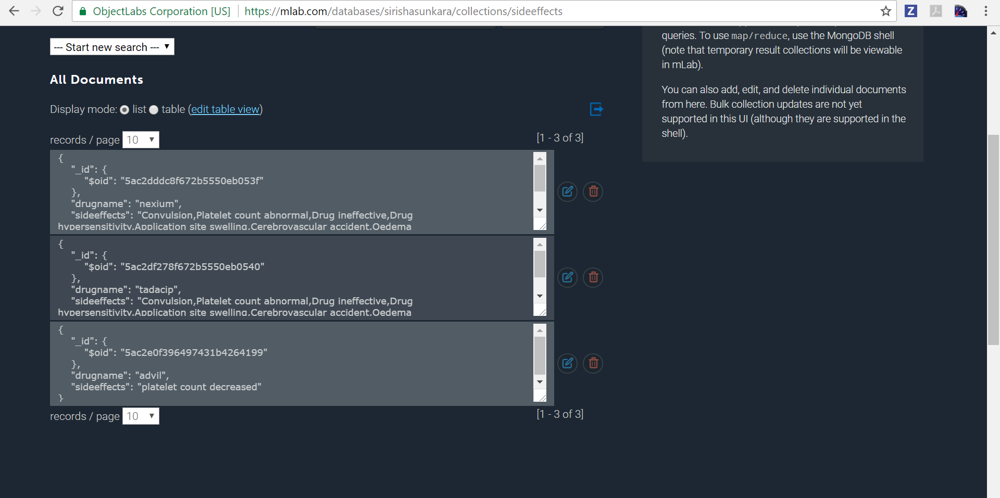 ObjectLabs Corporation [US] https://mlab.com/databases/sirishasunkara/collections/sideeffects
Z
--- Start new search ---
All Documents
Display mode: list table (edit table view)
records / page 10
[1 - 3 of 3]
{
"_id": {
"$oid": "5ac2dddc8f672b5550eb053f"
},
"drugname": "nexium",
"sideeffects": "Convulsion,Platelet count abnormal,Drug ineffective,Drug
hypersensitivity,Application site swelling,Cerebrovascular accident,Oedema
{
"_id": {
"$oid": "5ac2df278f672b5550eb0540"
},
"drugname": "tadacip",
"sideeffects": "Convulsion,Platelet count abnormal,Drug ineffective,Drug
hypersensitivity,Application site swelling,Cerebrovascular accident,Oedema
{
"_id": {
"$oid": "5ac2e0f396497431b4264199"
},
"drugname": "advil",
"sideeffects": "platelet count decreased"
}
records / page 10
[1 - 3 of 3]
queries. To use map/reduce, use the MongoDB shell
(note that temporary result collections will be viewable
in mLab).
You can also add, edit, and delete individual documents
from here. Bulk collection updates are not yet
supported in this UI (although they are supported in the
shell).